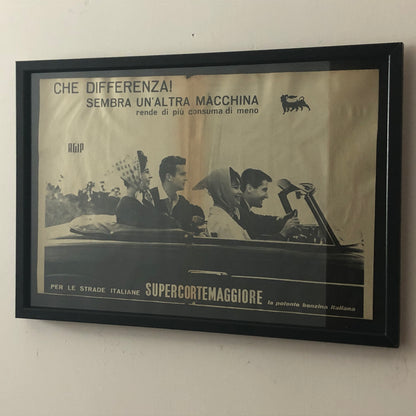 CHE DIFFERENZA!
SEMBRA UN'ALTRA MACCHINA
rende di più consuma di meno
AGIP
PER LE STRADE ITALIANE SUPERCORTEMAGGIORE la potente benzina italiana